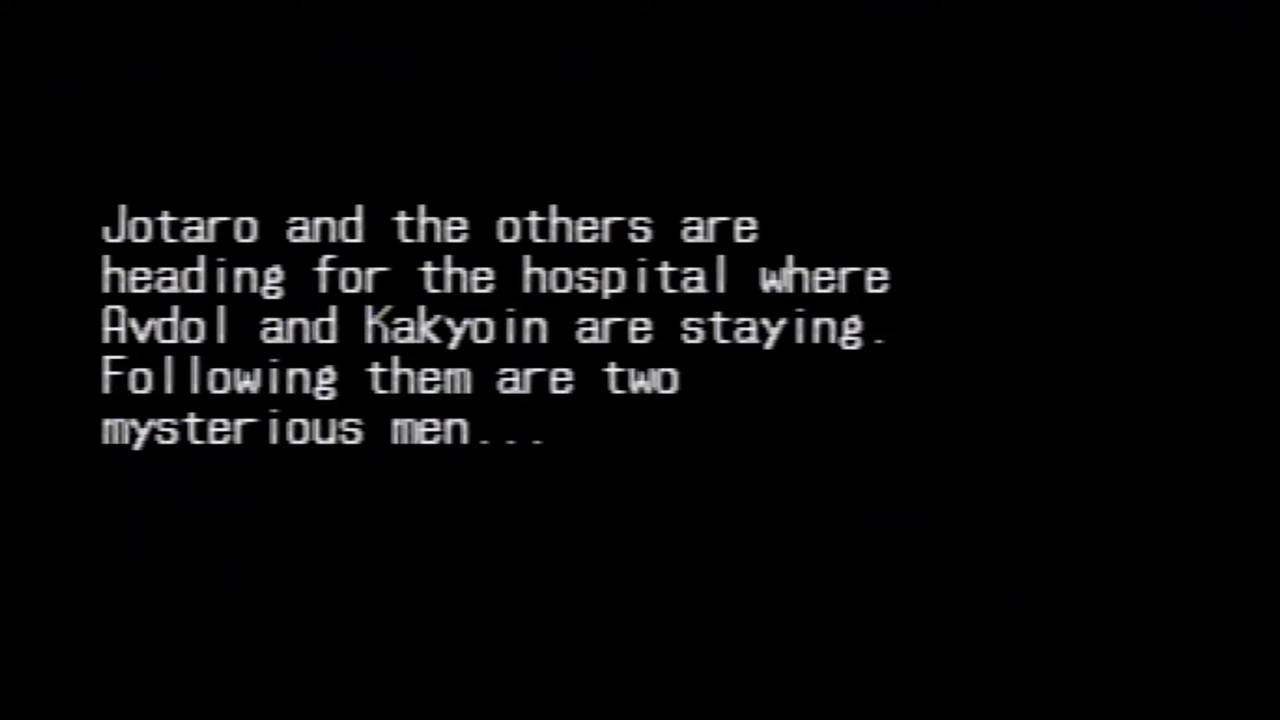 Jotaro and the others are
heading for the hospital where
Avdol and Kakyoin are staying.
Following them are two
mysterious men...